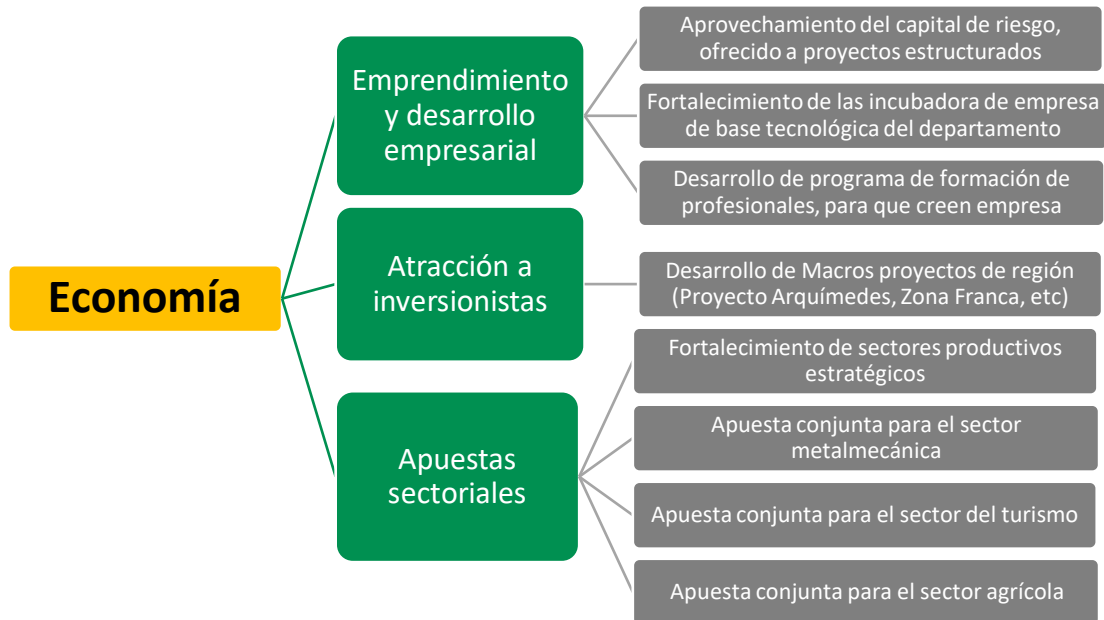 Economía
Emprendimiento
y desarrollo
empresarial
Aprovechamiento del capital de riesgo,
ofrecido a proyectos estructurados
Fortalecimiento de las incubadora de empresa
de base tecnológica del departamento
Desarrollo de programa de formación de
profesionales, para que creen empresa
Atracción a
inversionistas
Desarrollo de Macros proyectos de región
(Proyecto Arquímedes, Zona Franca, etc)
Apuestas
sectoriales
Fortalecimiento de sectores productivos
estratégicos
Apuesta conjunta para el sector
metalmecánica
Apuesta conjunta para el sector del turismo
Apuesta conjunta para el sector agrícola